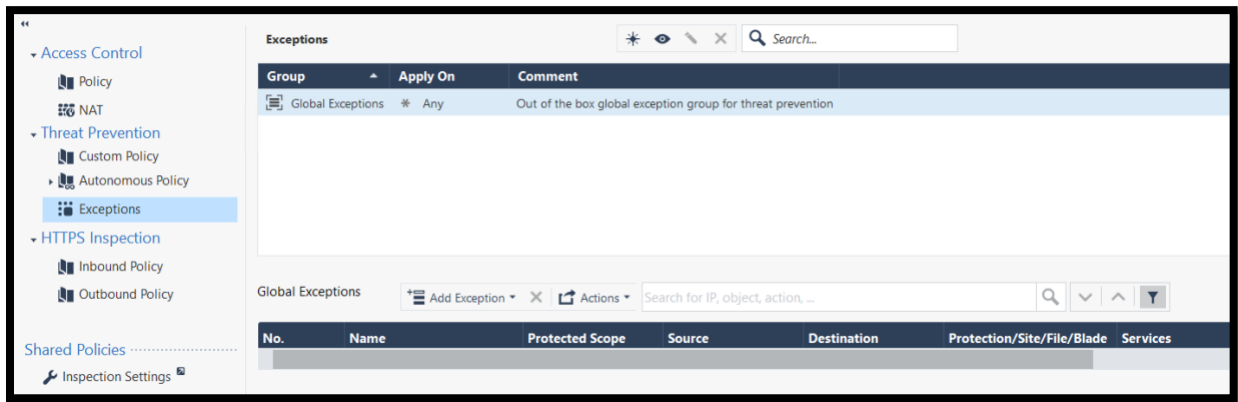 Access Control
Policy
NAT
Threat Prevention
Custom Policy
Autonomous Policy
Exceptions
HTTPS Inspection
Inbound Policy
Outbound Policy
Shared Policies
Inspection Settings
Exceptions
Search...
Group Apply On Comment
Global Exceptions Any Out of the box global exception group for threat prevention
Global Exceptions Add Exception Actions Search for IP, object, action, ...
No. Name Protected Scope Source Destination Protection/Site/File/Blade Services